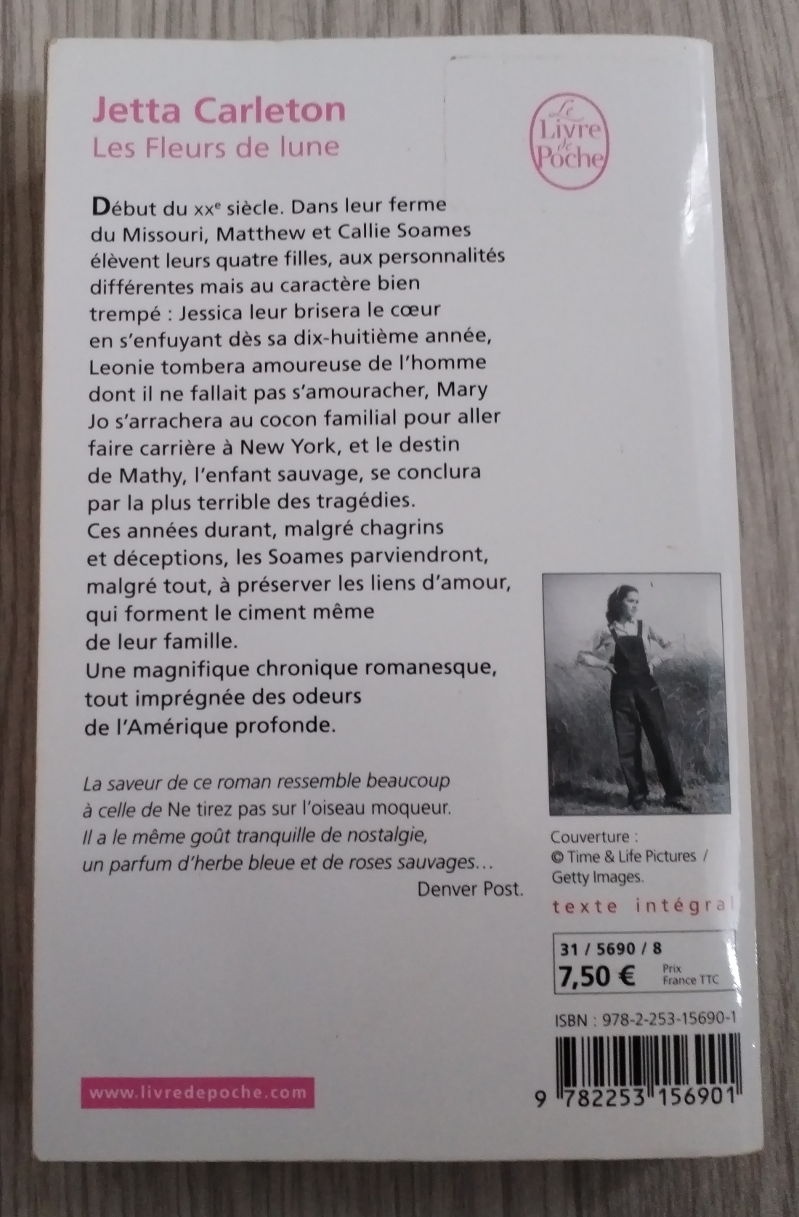 Jetta Carleton
Les Fleurs de lune
Le
Livre
de
Poche
Début du XXe siècle. Dans leur ferme
du Missouri, Matthew et Callie Soames
élèvent leurs quatre filles, aux personnalités
différentes mais au caractère bien
trempé : Jessica leur brisera le cœur
en s'enfuyant dès sa dix-huitième année,
Leonie tombera amoureuse de l'homme
dont il ne fallait pas s'amouracher, Mary
Jo s'arrachera au cocon familial pour aller
faire carrière à New York, et le destin
de Mathy, l'enfant sauvage, se conclura
par la plus terrible des tragédies.
Ces années durant, malgré chagrins
et déceptions, les Soames parviendront,
malgré tout, à préserver les liens d'amour,
qui forment le ciment même
de leur famille.
Une magnifique chronique romanesque,
tout imprégnée des odeurs
de l'Amérique profonde.
La saveur de ce roman ressemble beaucoup
à celle de Ne tirez pas sur l'oiseau moqueur.
Il a le même goût tranquille de nostalgie,
un parfum d'herbe bleue et de roses sauvages...
Denver Post.
Couverture :
© Time & Life Pictures /
Getty Images.
texte intégral
31 / 5690 / 8
7,50 € Prix
France TTC
ISBN : 978-2-253-15690-1
9 782253 156901
www.livredepoche.com